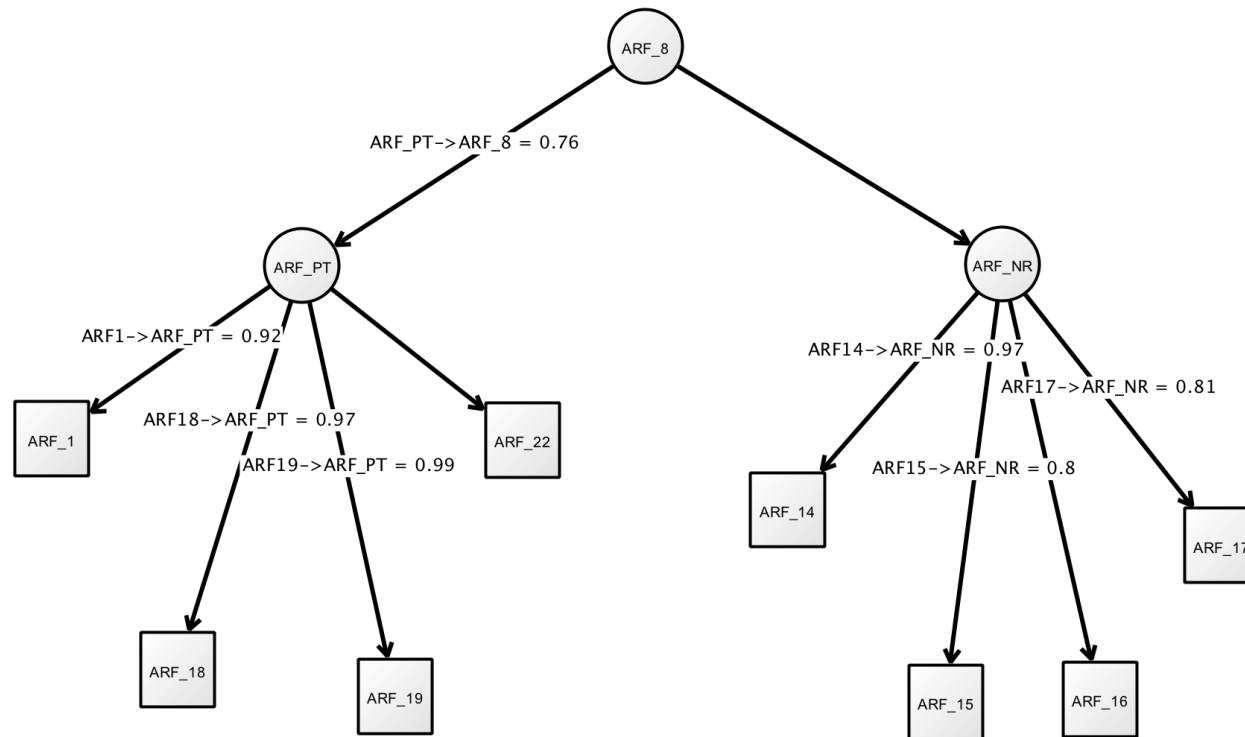 ARF_8
ARF_PT->ARF_8 = 0.76
ARF_PT
ARF_NR
ARF1->ARF_PT = 0.92
ARF14->ARF_NR = 0.97
ARF17->ARF_NR = 0.81
ARF_1
ARF18->ARF_PT = 0.97
ARF_22
ARF19->ARF_PT = 0.99
ARF15->ARF_NR = 0.8
ARF_14
ARF_17
ARF_18
ARF_19
ARF_15
ARF_16